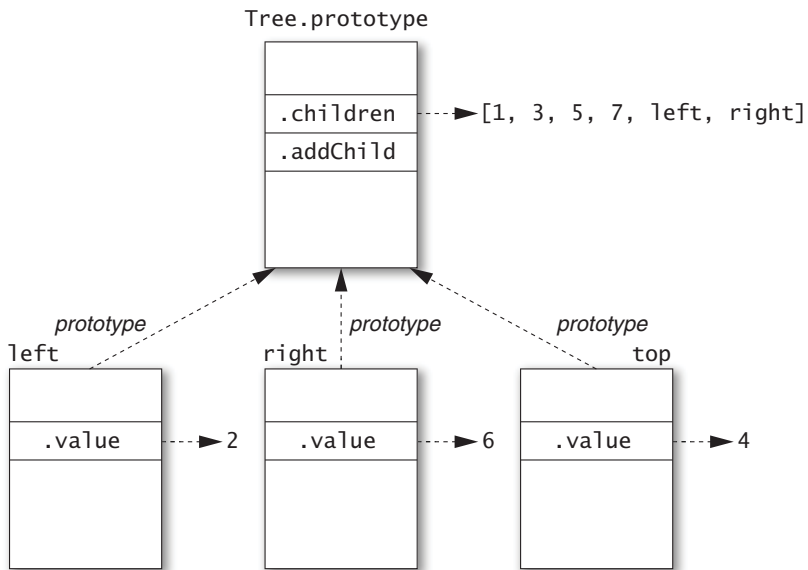 Tree.prototype
.children
[1, 3, 5, 7, left, right]
.addChild
prototype
prototype
prototype
left
right
top
.value
2
.value
6
.value
4